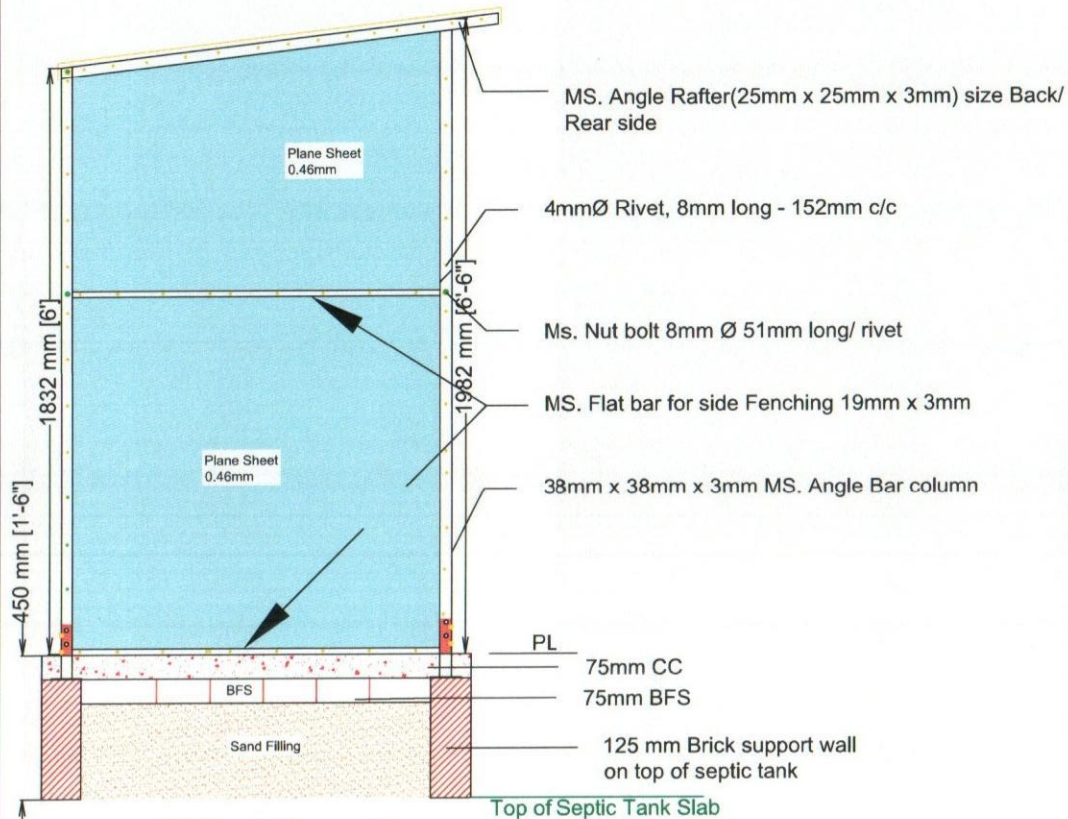 MS. Angle Rafter(25mm x 25mm x 3mm) size Back/
Rear side
Plane Sheet
0.46mm
4mmØ Rivet, 8mm long - 152mm c/c
1832 mm [6']
1982 mm [6'-6"]
Ms. Nut bolt 8mm Ø 51mm long/ rivet
MS. Flat bar for side Fenching 19mm x 3mm
Plane Sheet
0.46mm
38mm x 38mm x 3mm MS. Angle Bar column
450 mm [1'-6"]
PL
75mm CC
BFS
75mm BFS
Sand Filling
125 mm Brick support wall
on top of septic tank
Top of Septic Tank Slab